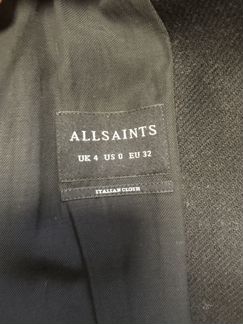 ALLSAINTS
UK 4 US 0 EU 32
ITALIAN CLOTH